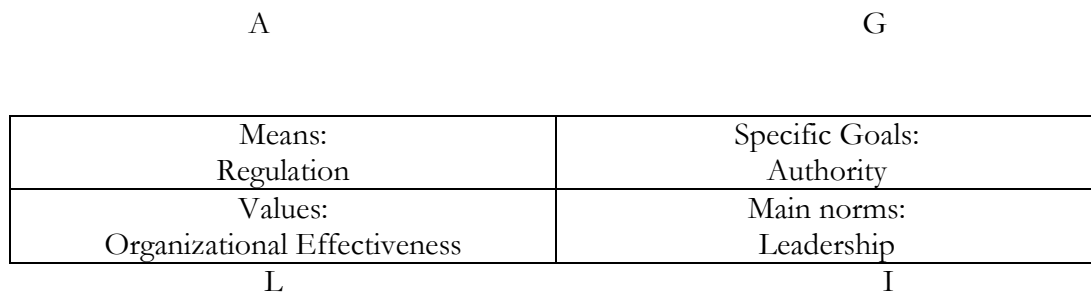 A G
Means: Specific Goals:
Regulation Authority
Values: Main norms:
Organizational Effectiveness Leadership
L I